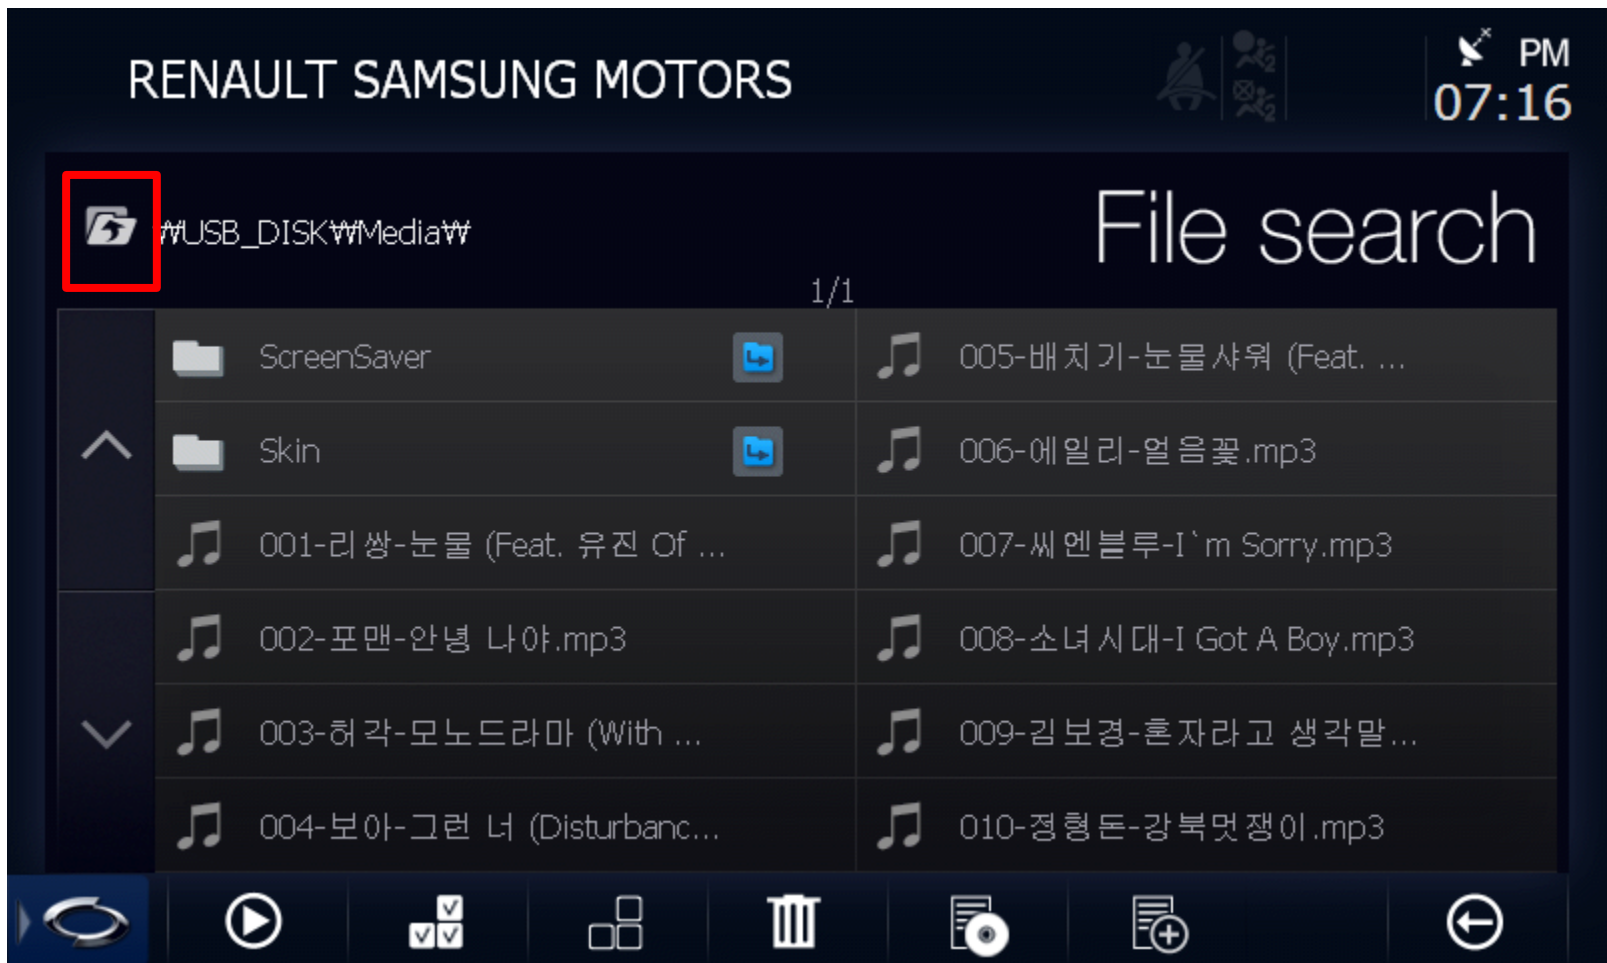 RENAULT SAMSUNG MOTORS
PM
07:16
₩USB_DISK₩Media₩
File search
1/1
ScreenSaver
Skin
001-리쌍-눈물 (Feat. 유진 Of ...
002-포맨-안녕 나야.mp3
003-허각-모노드라마 (With ...
004-보아-그런 너 (Disturbanc...
005-배치기-눈물샤워 (Feat. ...
006-에일리-얼음꽃.mp3
007-씨엔블루-I`m Sorry.mp3
008-소녀시대-I Got A Boy.mp3
009-김보경-혼자라고 생각말...
010-정형돈-강북멋쟁이.mp3